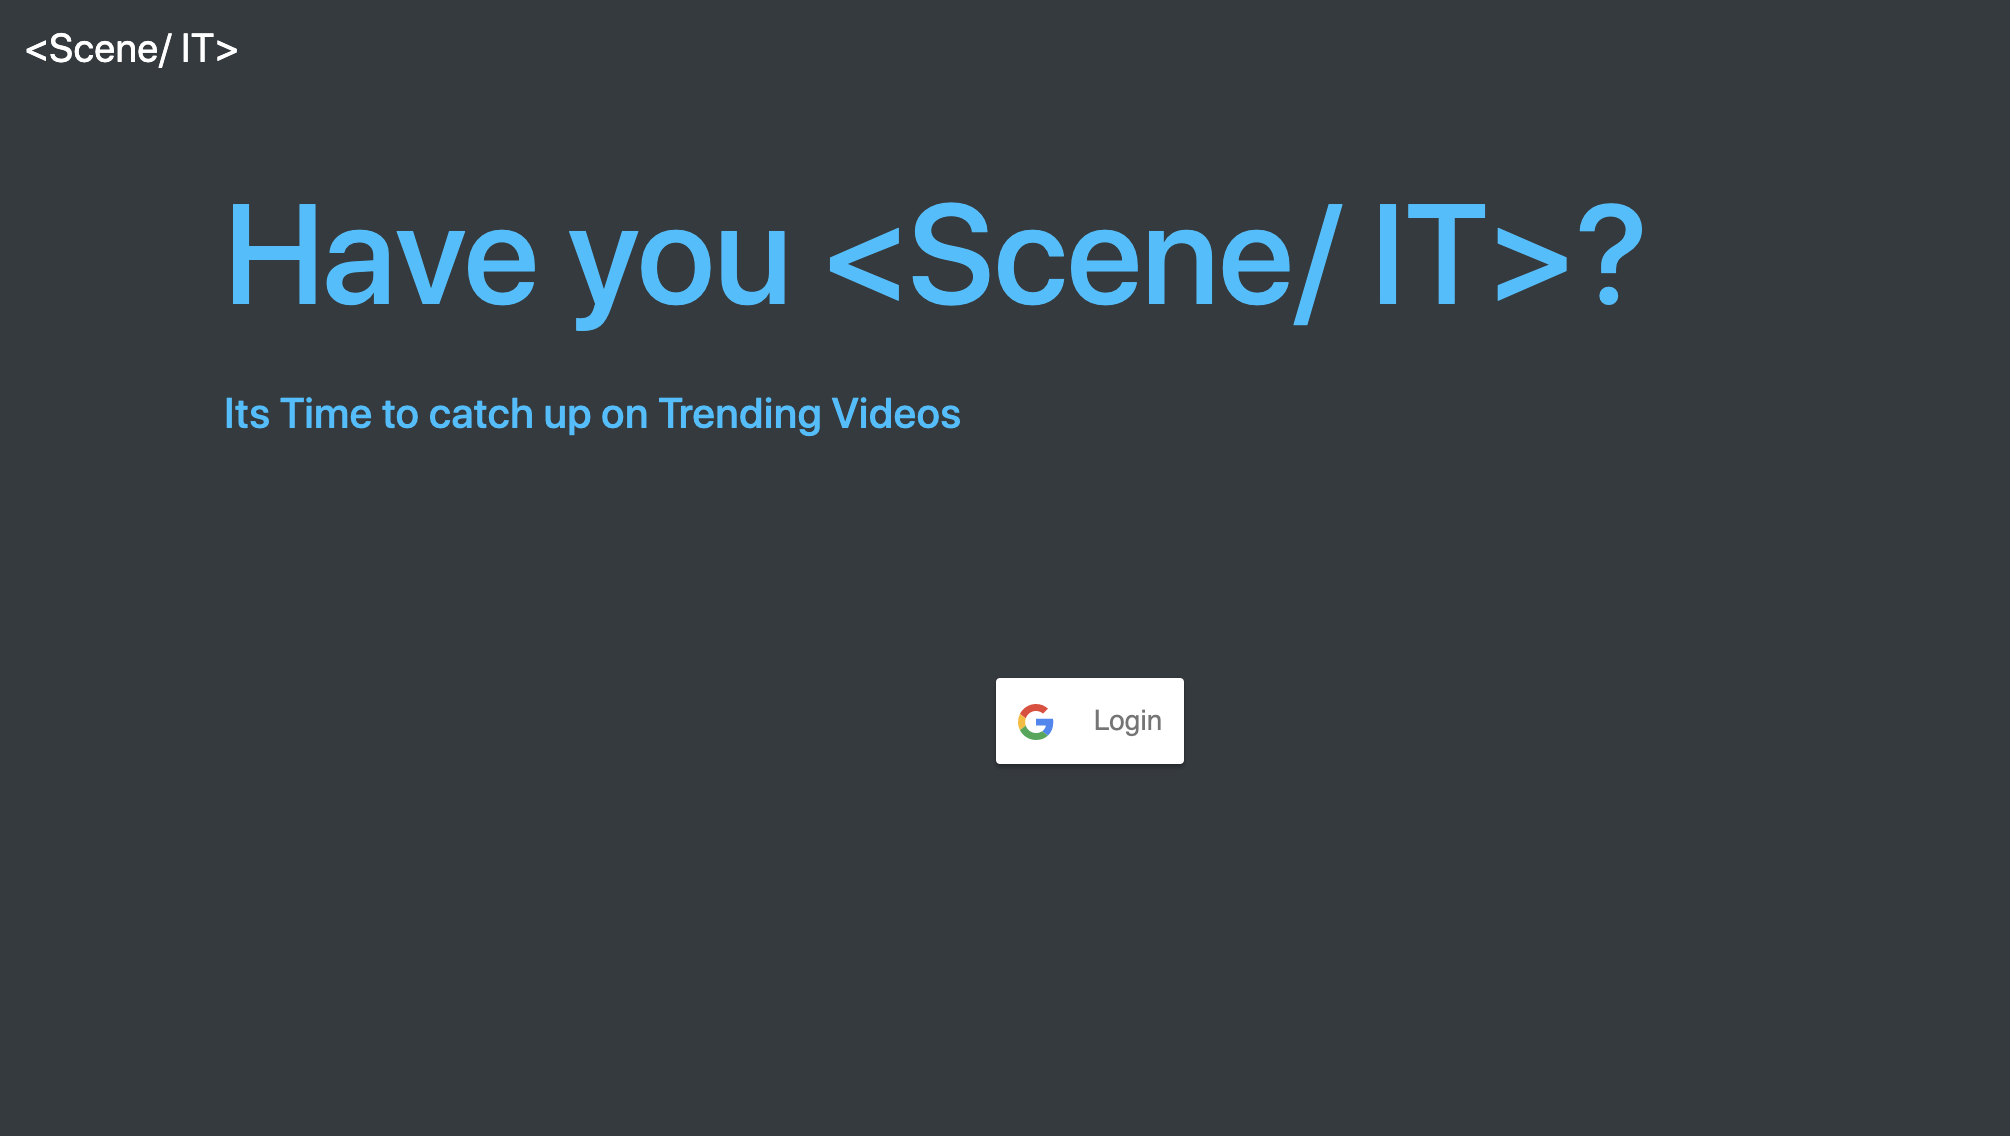 <Scene/ IT>
Have you <Scene/ IT>?
Its Time to catch up on Trending Videos
Login